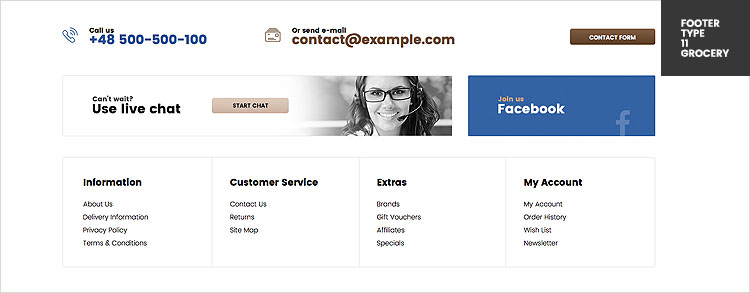 Call us
+48 500-500-100
Or send e-mail
contact@example.com
CONTACT FORM
FOOTER
TYPE
11
GROCERY
Can't wait?
Use live chat
START CHAT
Join us
Facebook
f
Information
About Us
Delivery Information
Privacy Policy
Terms & Conditions
Customer Service
Contact Us
Returns
Site Map
Extras
Brands
Gift Vouchers
Affiliates
Specials
My Account
My Account
Order History
Wish List
Newsletter